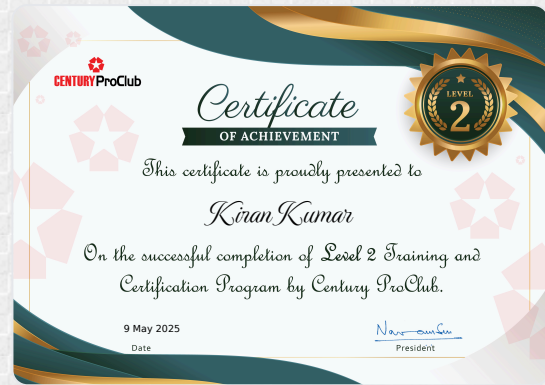 CENTURY ProClub
Certificate
OF ACHIEVEMENT
LEVEL
2
This certificate is proudly presented to
Kiran Kumar
On the successful completion of Level 2 Training and
Certification Program by Century ProClub.
9 May 2025
Date
President